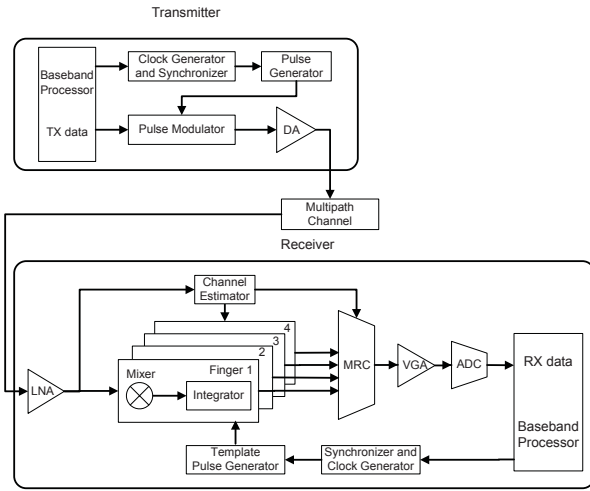 Transmitter
Baseband
Processor
TX data
Clock Generator
and Synchronizer
Pulse
Generator
Pulse Modulator
DA
Multipath
Channel
Receiver
Channel
Estimator
4
3
2
Finger 1
Mixer
Integrator
LNA
MRC
VGA
ADC
RX data
Baseband
Processor
Template
Pulse Generator
Synchronizer and
Clock Generator